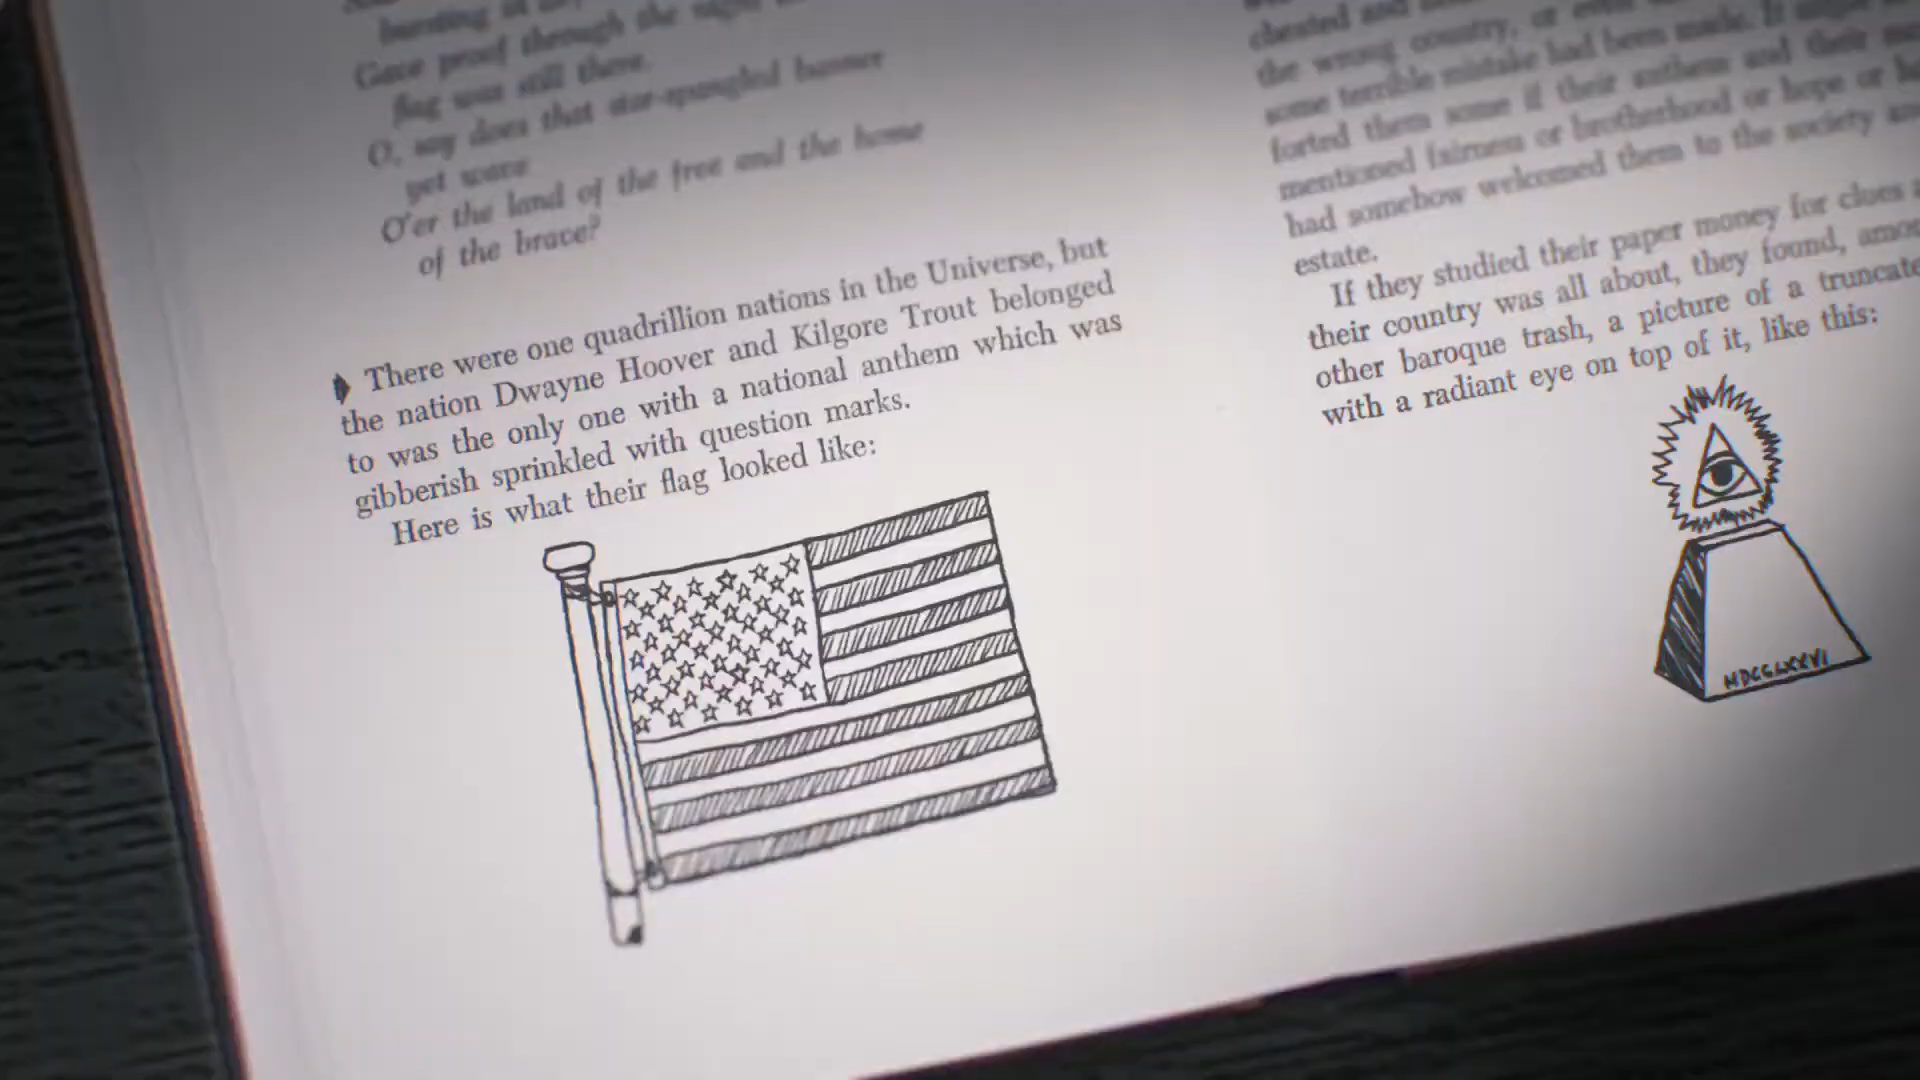 bursting in
Gave proof through the night
flag was still there.
O, say does that star-spangled banner
yet wave
O'er the land of the free and the home
of the brave?
There were one quadrillion nations in the Universe, but
the nation Dwayne Hoover and Kilgore Trout belonged
to was the only one with a national anthem which was
gibberish sprinkled with question marks.
Here is what their flag looked like:
cheated and
the wrong country, or even
some terrible mistake had been made. It might
forted them some if their anthem and their
mentioned fairness or brotherhood or hope or
had somehow welcomed them to the society
estate.
If they studied their paper money for clues
their country was all about, they found,
other baroque trash, a picture of a
with a radiant eye on top of it, like this:
MDCCLXXVI